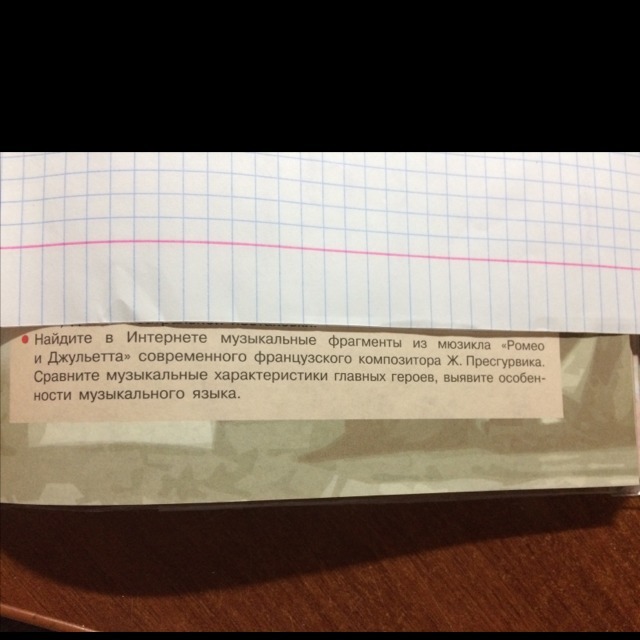 • Найдите в Интернете музыкальные фрагменты из мюзикла «Ромео
и Джульетта» современного французского композитора Ж. Пресгурвика.
Сравните музыкальные характеристики главных героев, выявите особен-
ности музыкального языка.